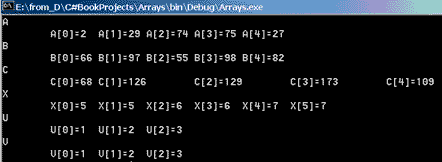 E:\from_D\C#BookProjects\Arrays\bin\Debug\Arrays.exe
A
A[0]=2 A[1]=29 A[2]=74 A[3]=75 A[4]=27
B
B[0]=66 B[1]=97 B[2]=55 B[3]=98 B[4]=82
C
C[0]=68 C[1]=126 C[2]=129 C[3]=173 C[4]=109
X
X[0]=5 X[1]=5 X[2]=6 X[3]=6 X[4]=7 X[5]=7
U
U[0]=1 U[1]=2 U[2]=3
V
V[0]=1 V[1]=2 V[2]=3